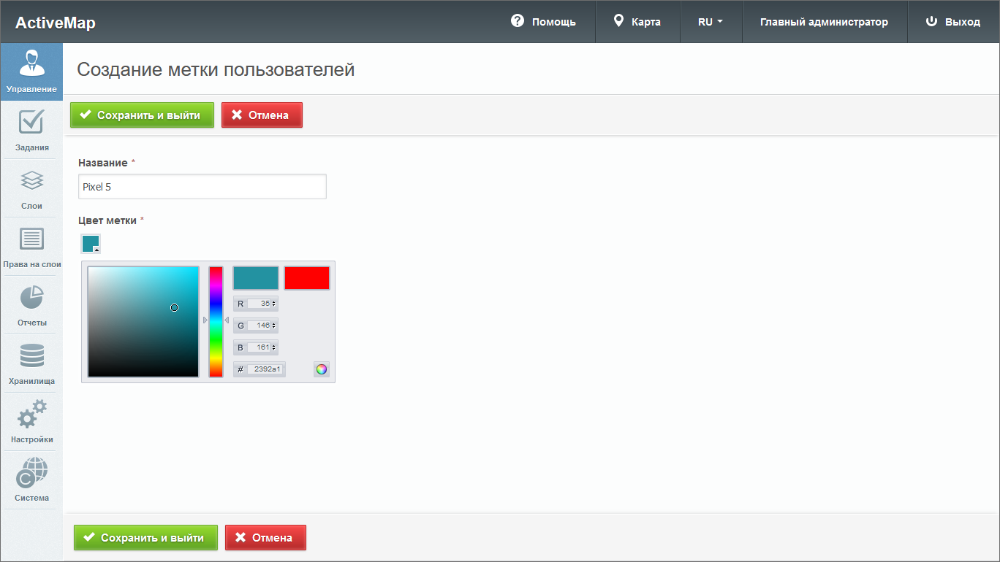 ActiveMap
Помощь
Карта
RU
Главный администратор
Выход
Управление
Задания
Слои
Права на слои
Отчеты
Хранилища
Настройки
Система
Создание метки пользователей
Сохранить и выйти
Отмена
Название *
Pixel 5
Цвет метки *
R 35
G 146
B 161
# 2392a1
Сохранить и выйти
Отмена